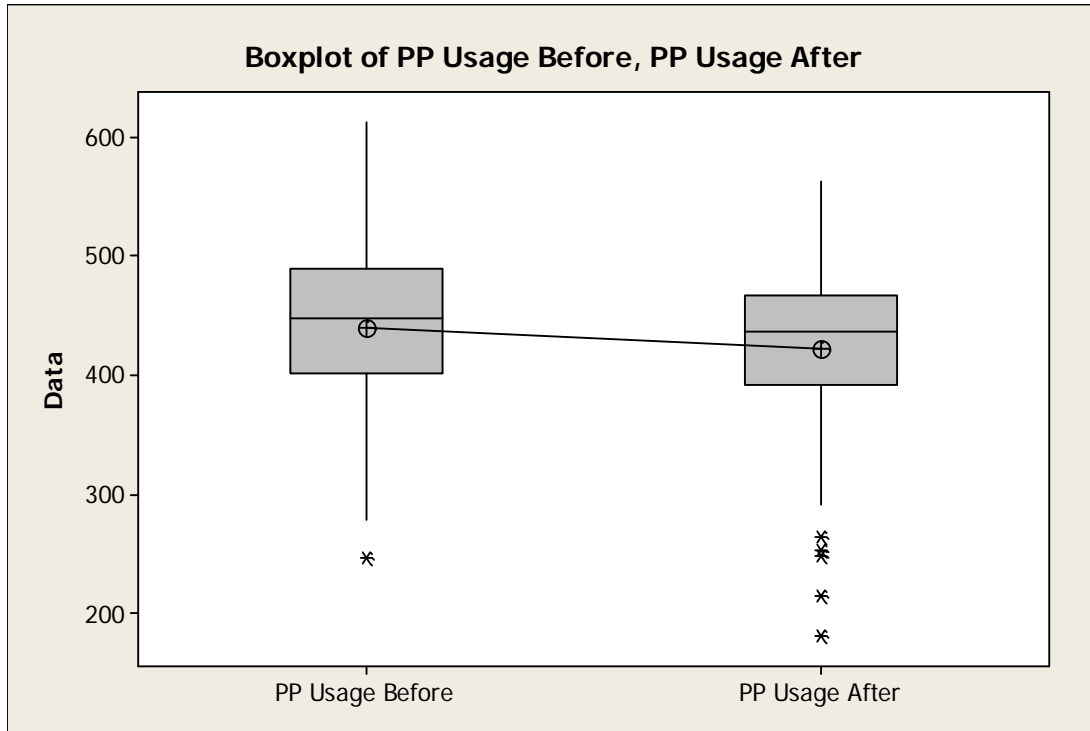 Boxplot of PP Usage Before, PP Usage After
600
500
400
300
200
Data
PP Usage Before
PP Usage After